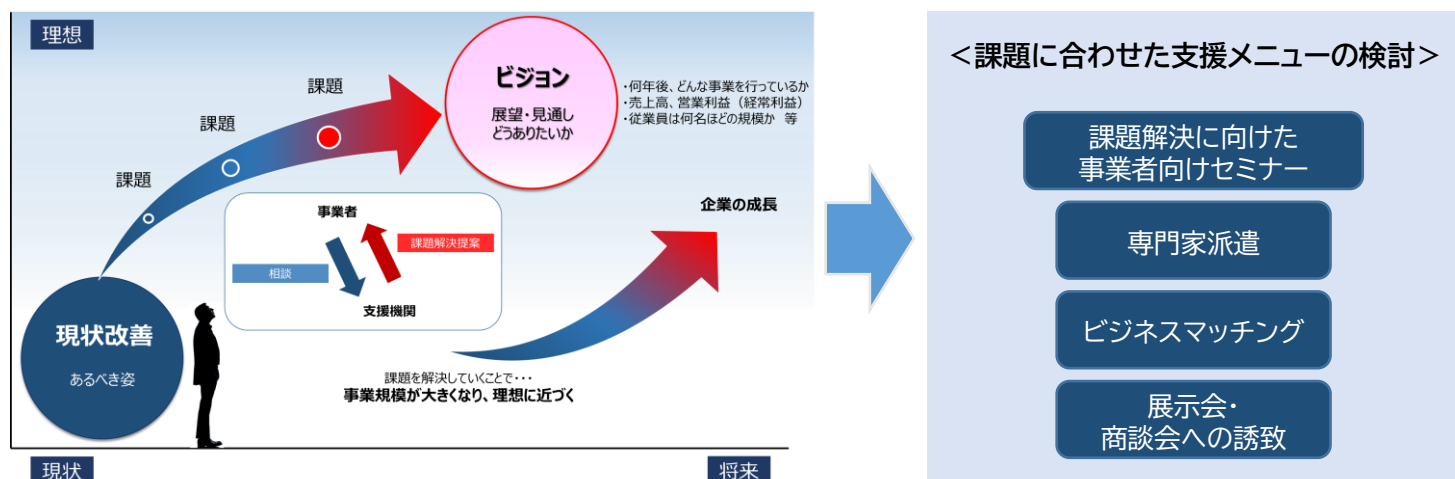 理想
課題
課題
課題
ビジョン
展望・見通し
どうありたいか
・何年後、どんな事業を行っているか
・売上高、営業利益（経常利益）
・従業員は何名ほどの規模か 等
事業者
課題解決提案
相談
支援機関
企業の成長
現状改善
あるべき姿
課題を解決していくことで・・・
事業規模が大きくなり、理想に近づく
現状
将来
＜課題に合わせた支援メニューの検討＞
課題解決に向けた
事業者向けセミナー
専門家派遣
ビジネスマッチング
展示会・
商談会への誘致